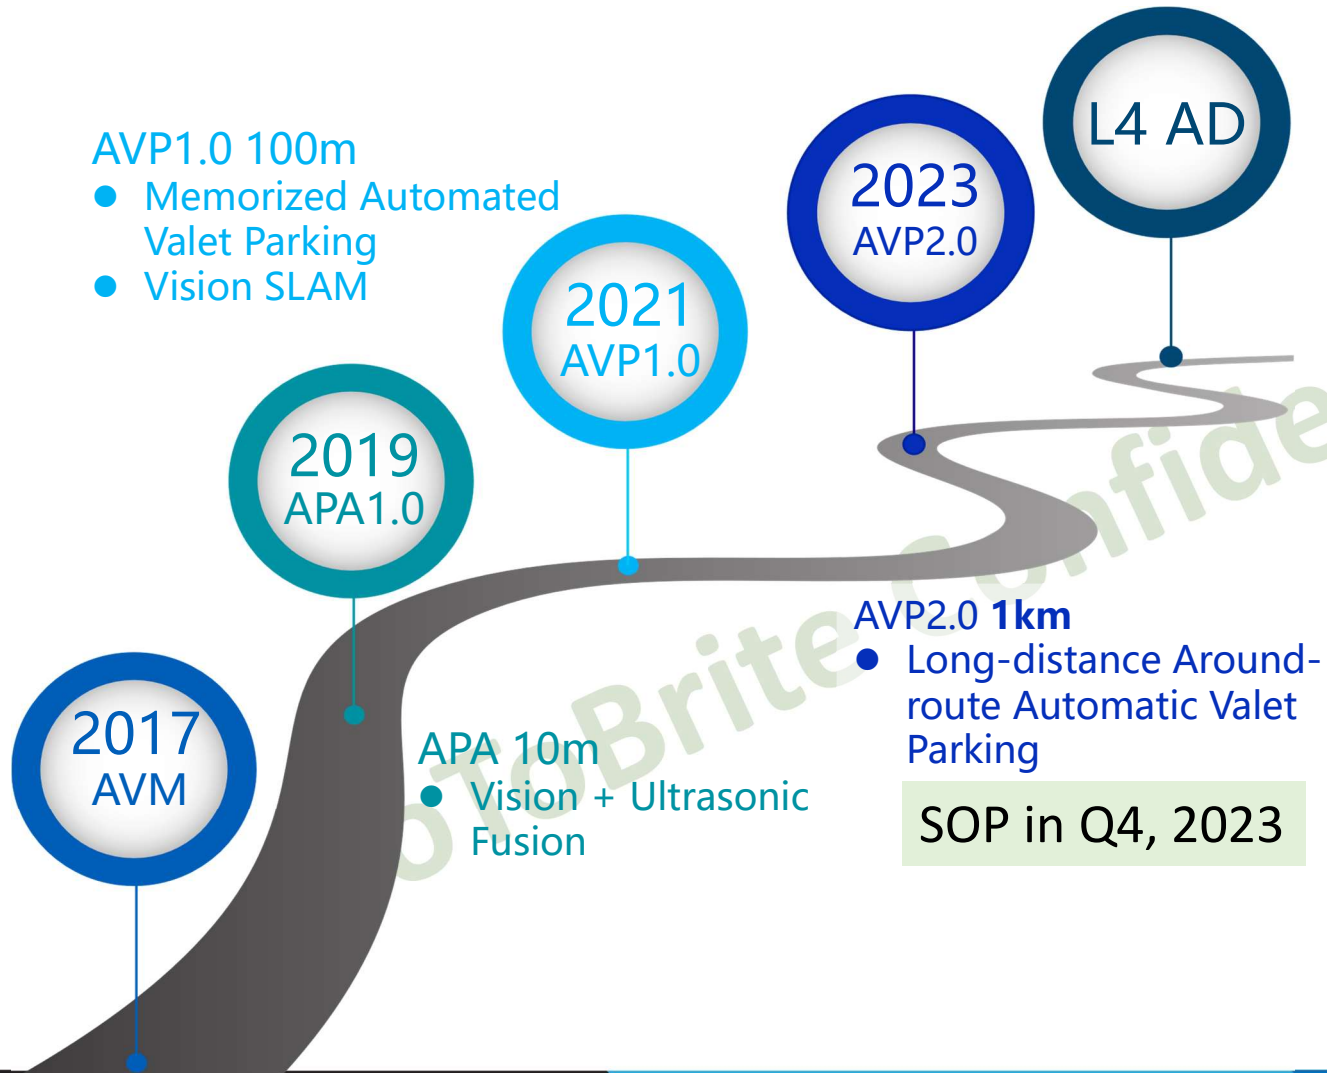 L4 AD
2023
AVP2.0
AVP1.0 100m
● Memorized Automated
Valet Parking
● Vision SLAM
2021
AVP1.0
2019
APA1.0
AVP2.0 1km
● Long-distance Around-
route Automatic Valet
Parking
SOP in Q4, 2023
2017
AVM
APA 10m
● Vision + Ultrasonic
Fusion
oToBrite Confide